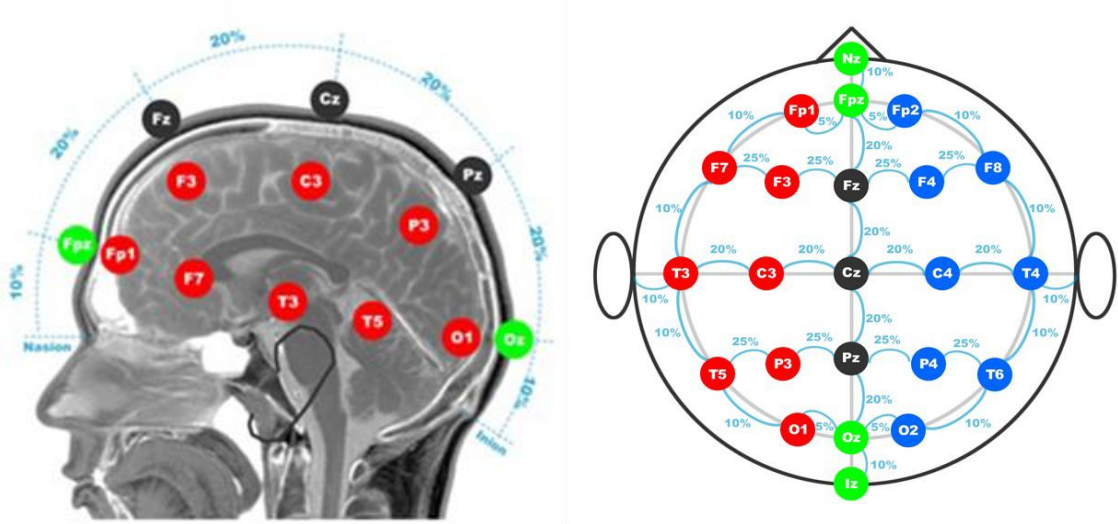 20%
20%
Cz
Fz
20%
20%
Pz
F3
C3
P3
Fpz
Fp1
F7
20%
10%
T3
T5
O1
Oz
Nasion
10%
Inion
Nz
10%
Fp1
Fpz
Fp2
10%
5%
5%
10%
20%
F7
25%
25%
25%
25%
F8
F3
Fz
F4
10%
10%
20%
20%
20%
20%
20%
T3
C3
Cz
C4
T4
10%
10%
10%
20%
10%
25%
25%
25%
25%
T5
P3
Pz
P4
T6
20%
10%
5%
5%
10%
O1
Oz
O2
10%
Iz